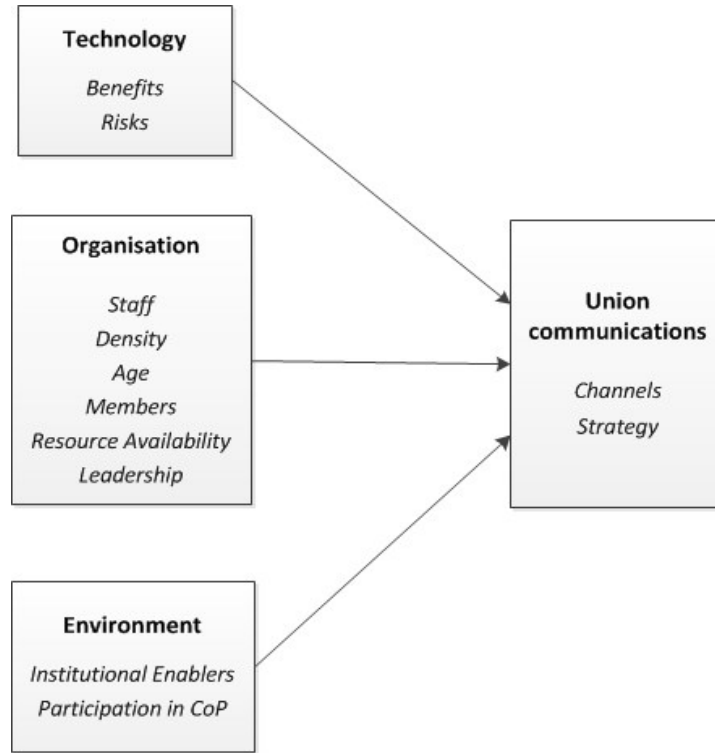 Technology
Benefits
Risks
Organisation
Staff
Density
Age
Members
Resource Availability
Leadership
Environment
Institutional Enablers
Participation in CoP
Union
communications
Channels
Strategy